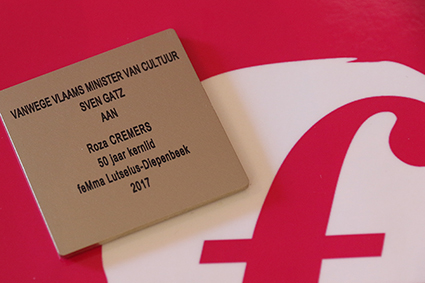 VANWEGE VLAAMS MINISTER VAN CULTUUR
SVEN GATZ
AAN
Roza CREMERS
50 jaar kernlid
feMma Lutselus-Diepenbeek
2017
f